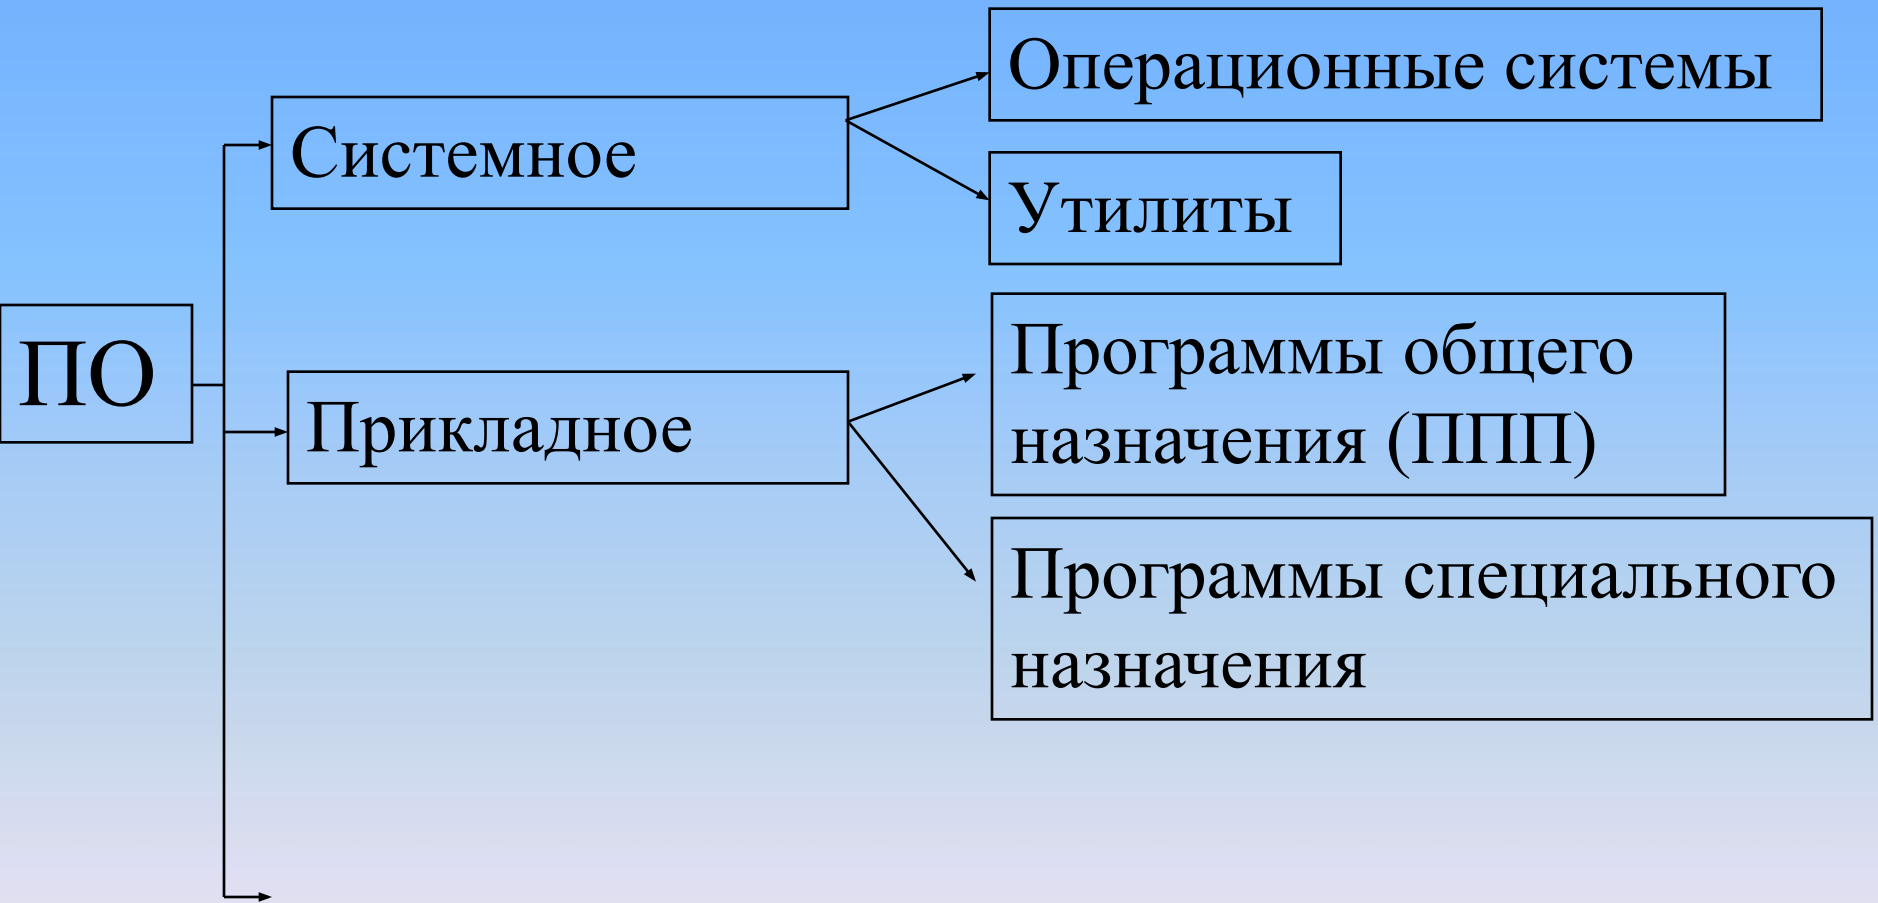 ПО
Системное
Операционные системы
Утилиты
Прикладное
Программы общего
назначения (ППП)
Программы специального
назначения